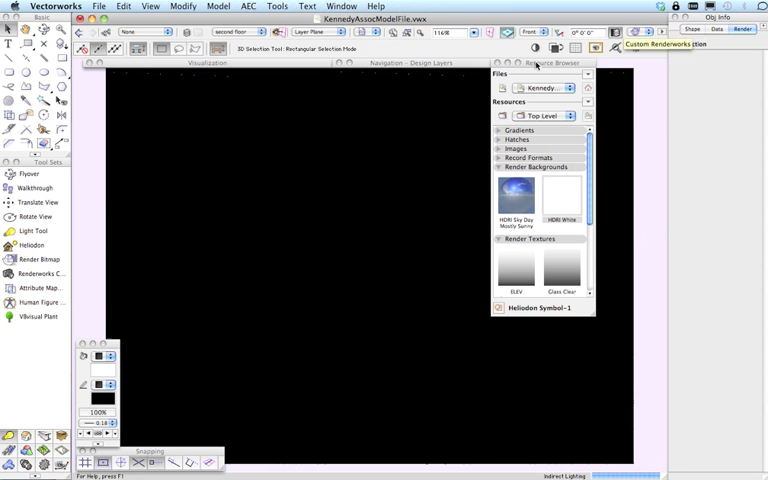 Vectorworks File Edit View Modify Model AEC Tools Text Window Help
Basic
KennedyAssocModelFile.vwx
Obj Info
None
second floor
Layer Plane
116%
Front
0° 0' 0"
Shape Data Render
3D Selection Tool: Rectangular Selection Mode
Custom Renderworks
Visualization
Navigation - Design Layers
Resource Browser
Files
Kennedy...
Resources
Top Level
Gradients
Hatches
Images
Record Formats
Render Backgrounds
HDRI Sky Day
Mostly Sunny
HDRI White
Render Textures
ELEV
Glass Clear
Heliodon Symbol-1
Tool Sets
Flyover
Walkthrough
Translate View
Rotate View
Light Tool
Heliodon
Render Bitmap
Renderworks C...
Attribute Map...
Human Figure ...
VBvisual Plant
100%
0.18
Snapping
For Help, press F1
Indirect Lighting